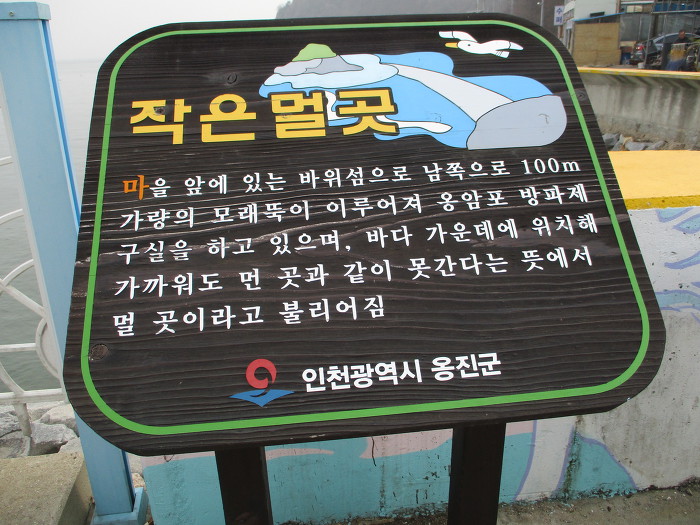 작은멀곳
마을 앞에 있는 바위섬으로 남쪽으로 100m
가량의 모래뚝이 이루어져 옹암포 방파제
구실을 하고 있으며, 바다 가운데에 위치해
가까워도 먼 곳과 같이 못간다는 뜻에서
멀 곳이라고 불리어짐
인천광역시 옹진군